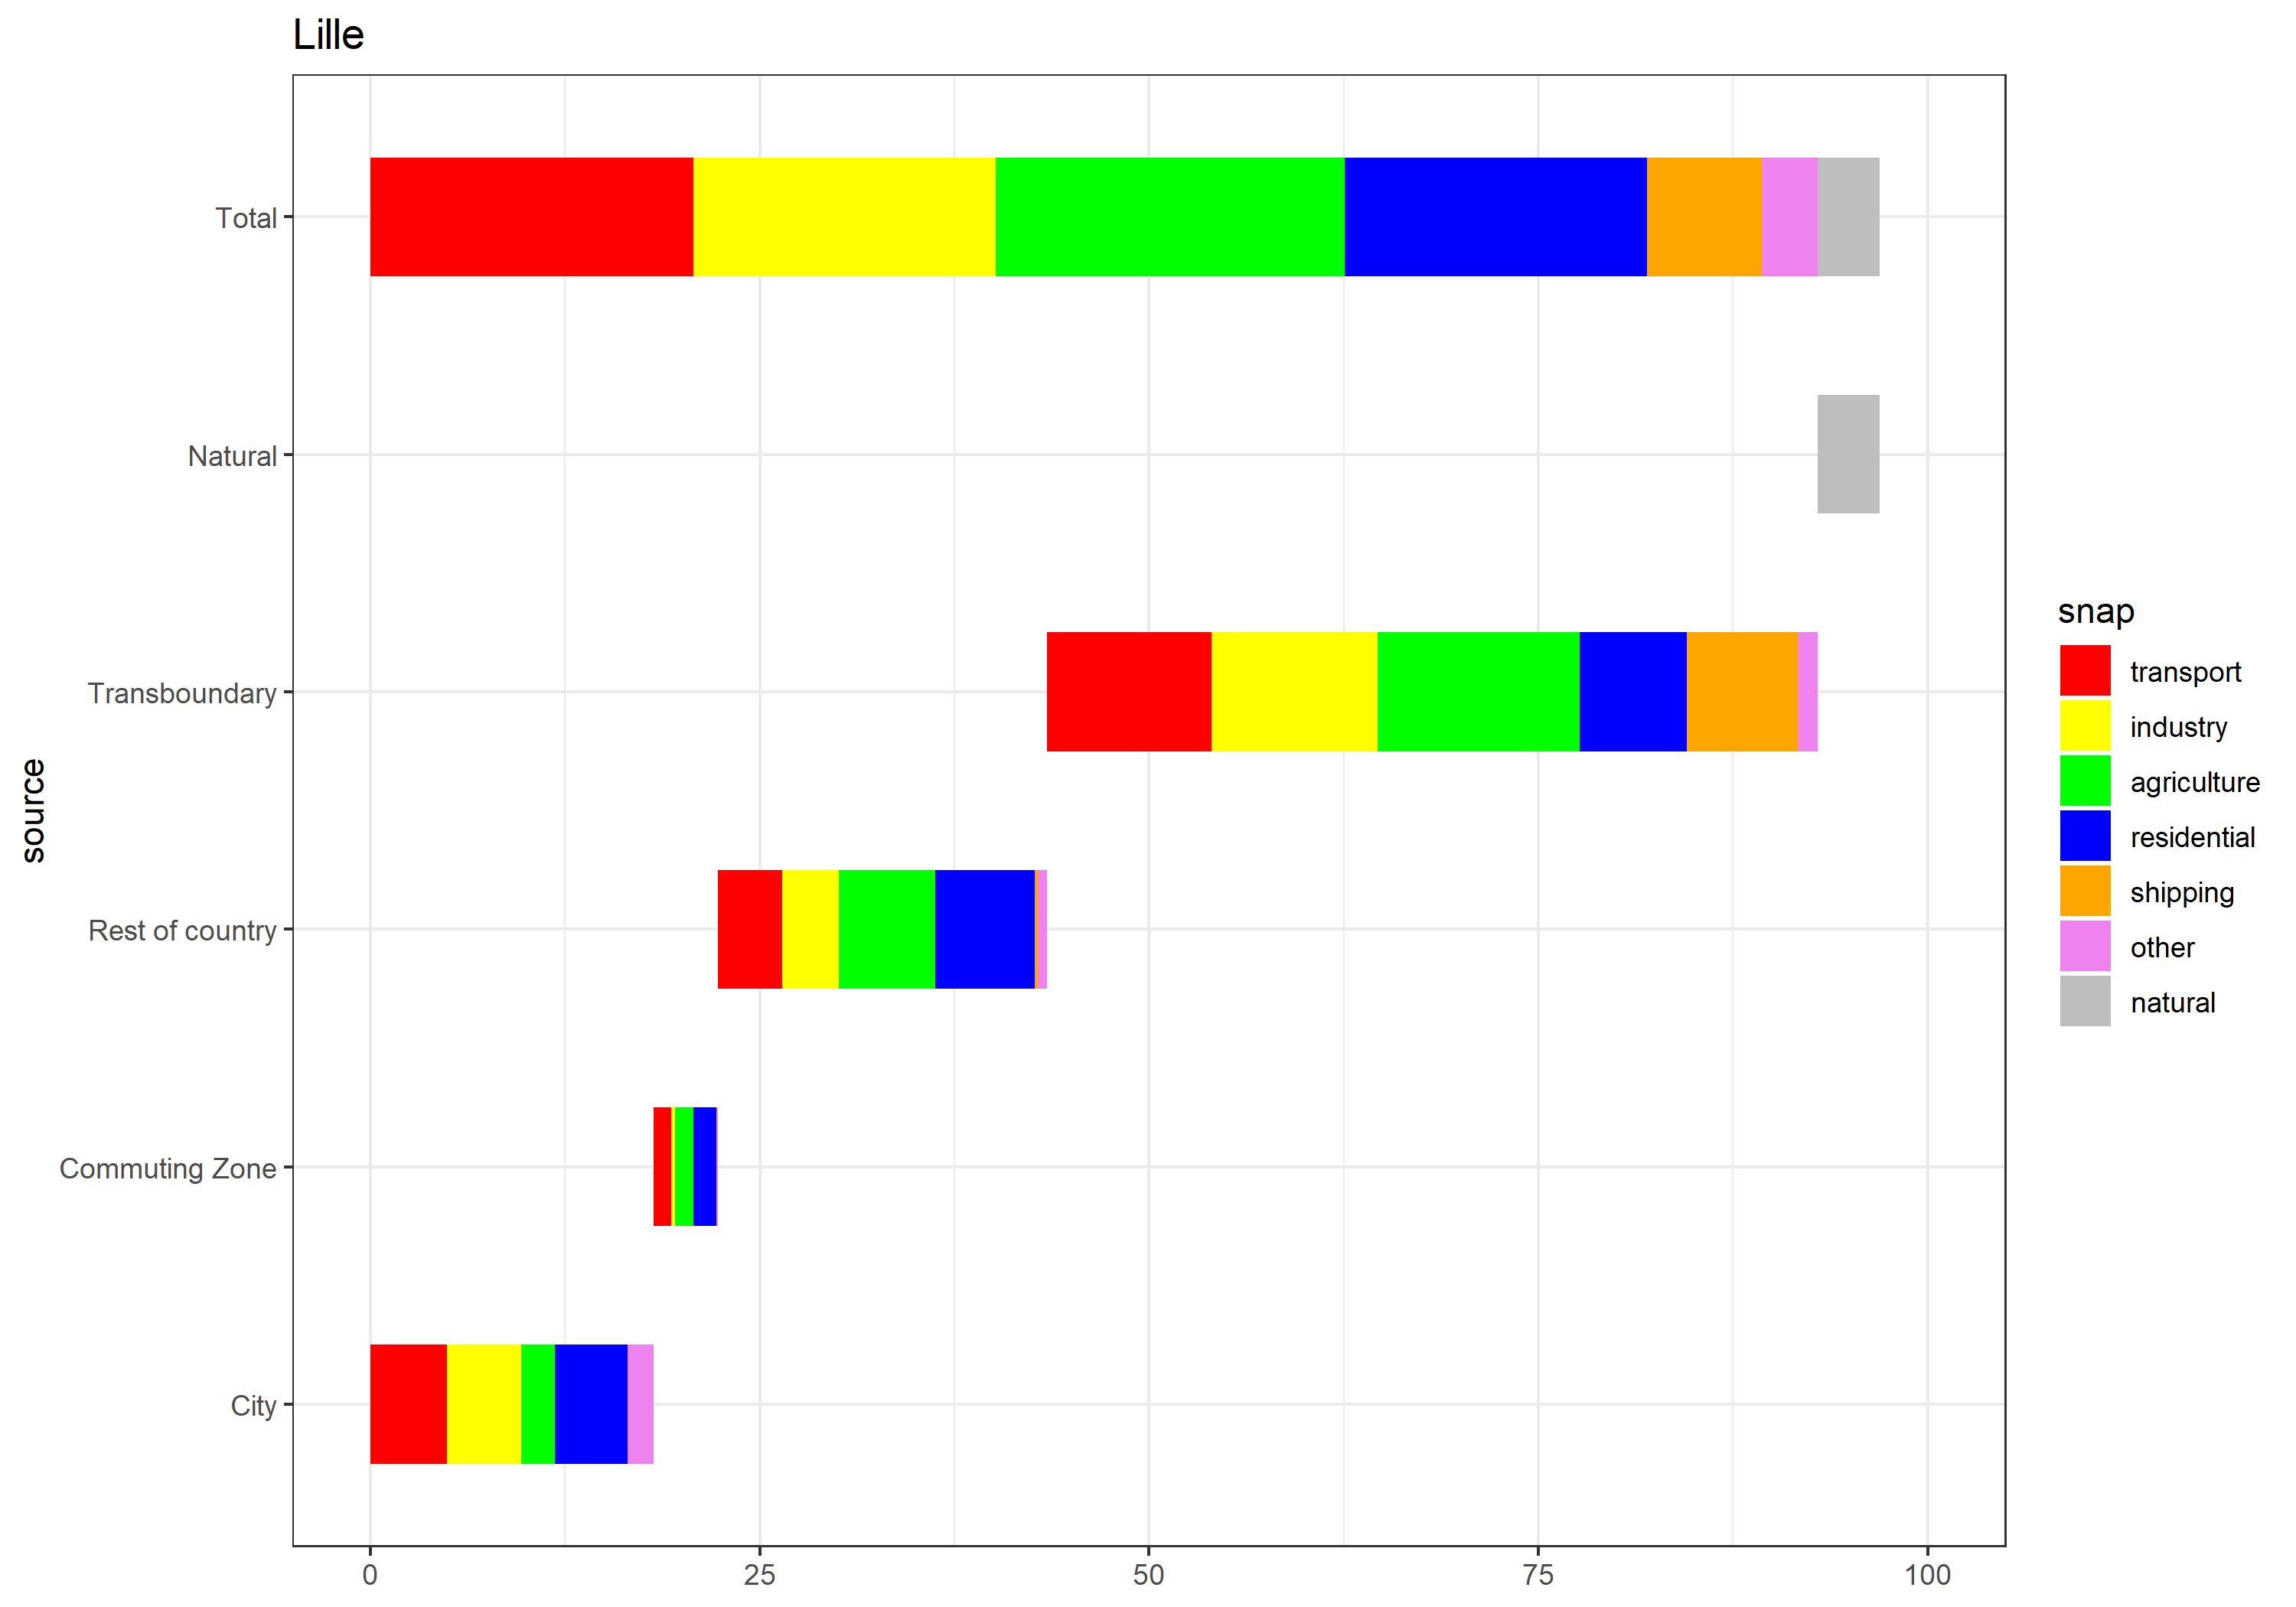 Lille
Total
Natural
Transboundary
Rest of country
Commuting Zone
City
source
0 25 50 75 100
snap
transport
industry
agriculture
residential
shipping
other
natural